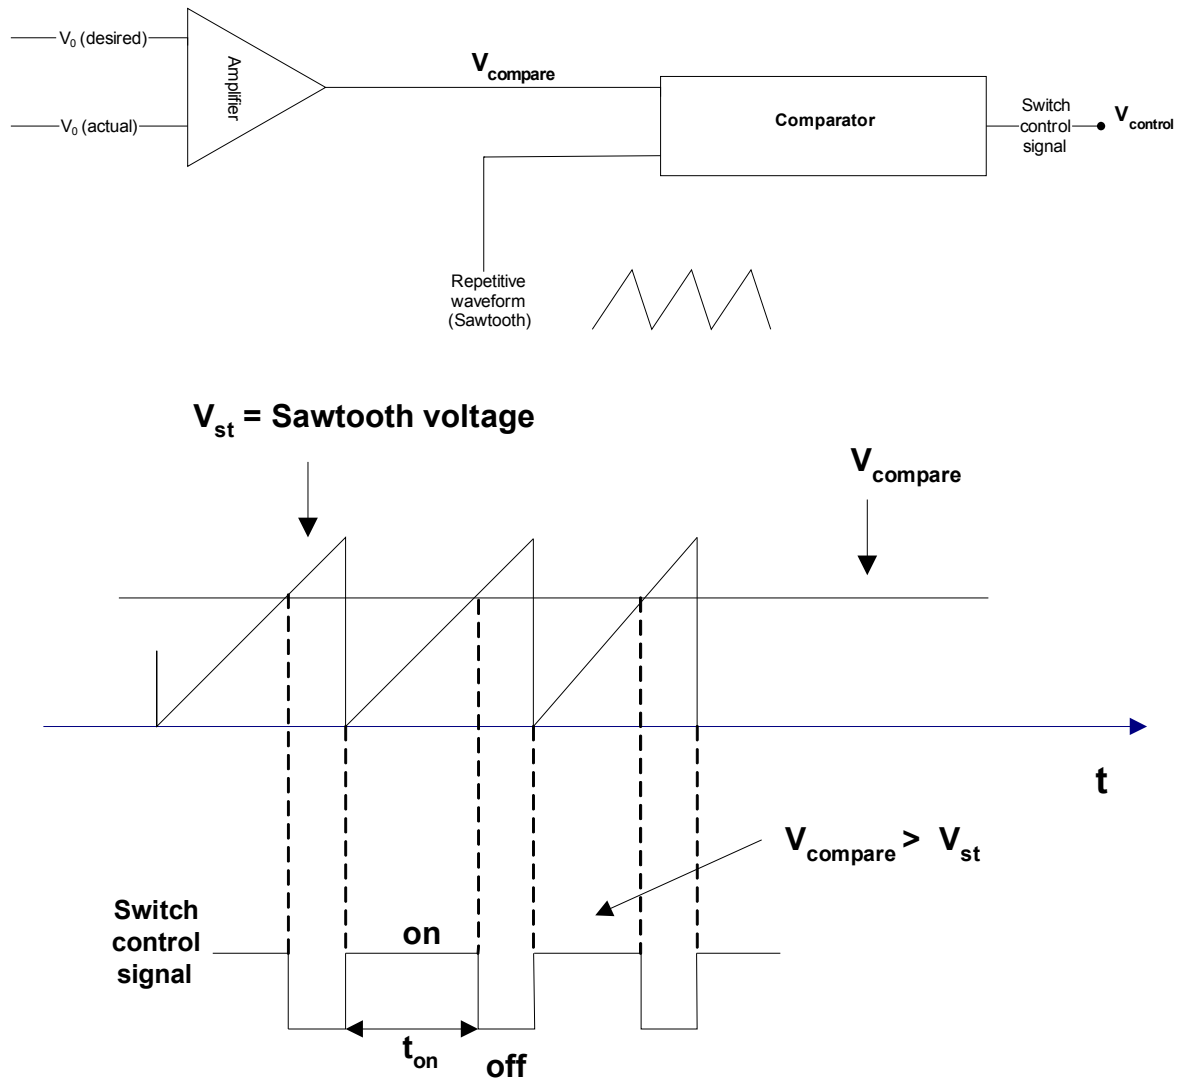 V0 (desired)
V0 (actual)
Amplifier
Vcompare
Comparator
Switch
control
signal
Vcontrol
Repetitive
waveform
(Sawtooth)
Vst = Sawtooth voltage
Vcompare
t
Vcompare > Vst
Switch
control
signal
on
ton
off